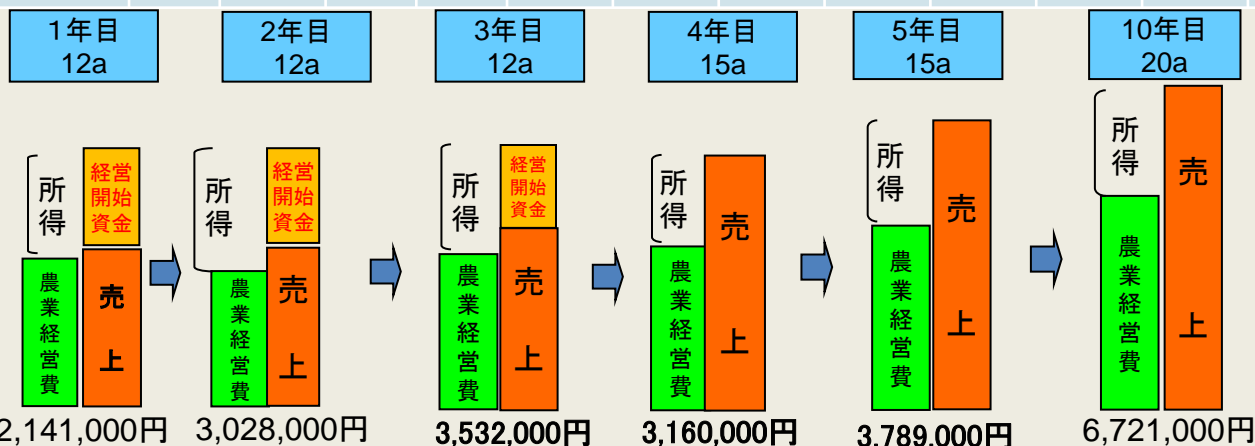 1年目
12a
2年目
12a
3年目
12a
4年目
15a
5年目
15a
10年目
20a
所得
経営
開始
資金
農業経営費
売上
所得
経営
開始
資金
農業経営費
売上
所得
経営
開始
資金
農業経営費
売上
所得
農業経営費
売上
所得
農業経営費
売上
所得
農業経営費
売上
2,141,000円
3,028,000円
3,532,000円
3,160,000円
3,789,000円
6,721,000円